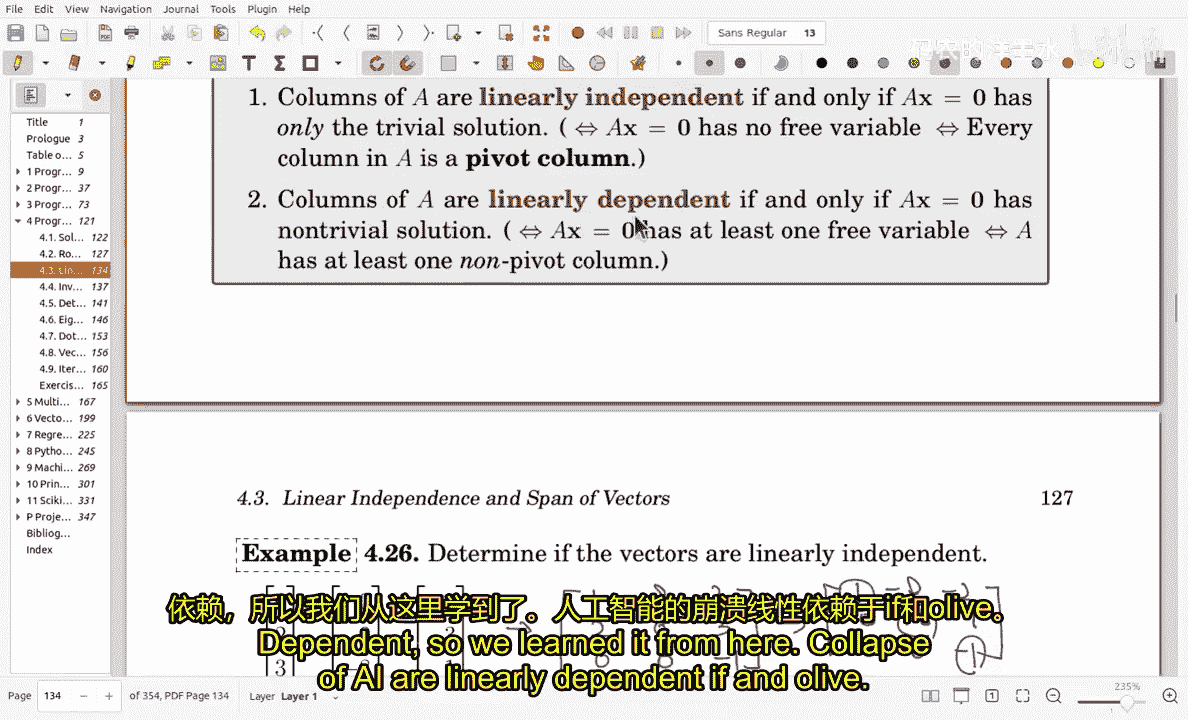 File Edit View Navigation Journal Tools Plugin Help
Sans Regular 13
Title 1
Prologue 3
Table o... 5
1 Progr... 9
2 Progr... 37
3 Progr... 73
4 Progr... 121
4.1. Sol... 122
4.2. Ro... 127
4.3. Lin... 134
4.4. Inv... 137
4.5. Det... 141
4.6. Eig... 146
4.7. Dot... 153
4.8. Vec... 156
4.9. Iter... 160
Exercis... 165
5 Multi... 167
6 Vecto... 199
7 Regre... 225
8 Pytho... 245
9 Machi... 269
10 Prin... 301
11 Sciki... 331
P Proje... 347
Bibliog...
Index
1. Columns of A are linearly independent if and only if Ax = 0 has
only the trivial solution. ( ⇔ Ax = 0 has no free variable ⇔ Every
column in A is a pivot column.)
2. Columns of A are linearly dependent if and only if Ax = 0 has
nontrivial solution. ( ⇔ Ax = 0 has at least one free variable ⇔ A
has at least one non-pivot column.)
4.3. Linear Independence and Span of Vectors 127
Example 4.26. Determine if the vectors are linearly independent.
依赖，所以我们从这里学到了。人工智能的崩溃线性依赖于if和olive。
Dependent, so we learned it from here. Collapse
of AI are linearly dependent if and olive.
Page 134 of 354, PDF Page 134 Layer Layer 1 235%